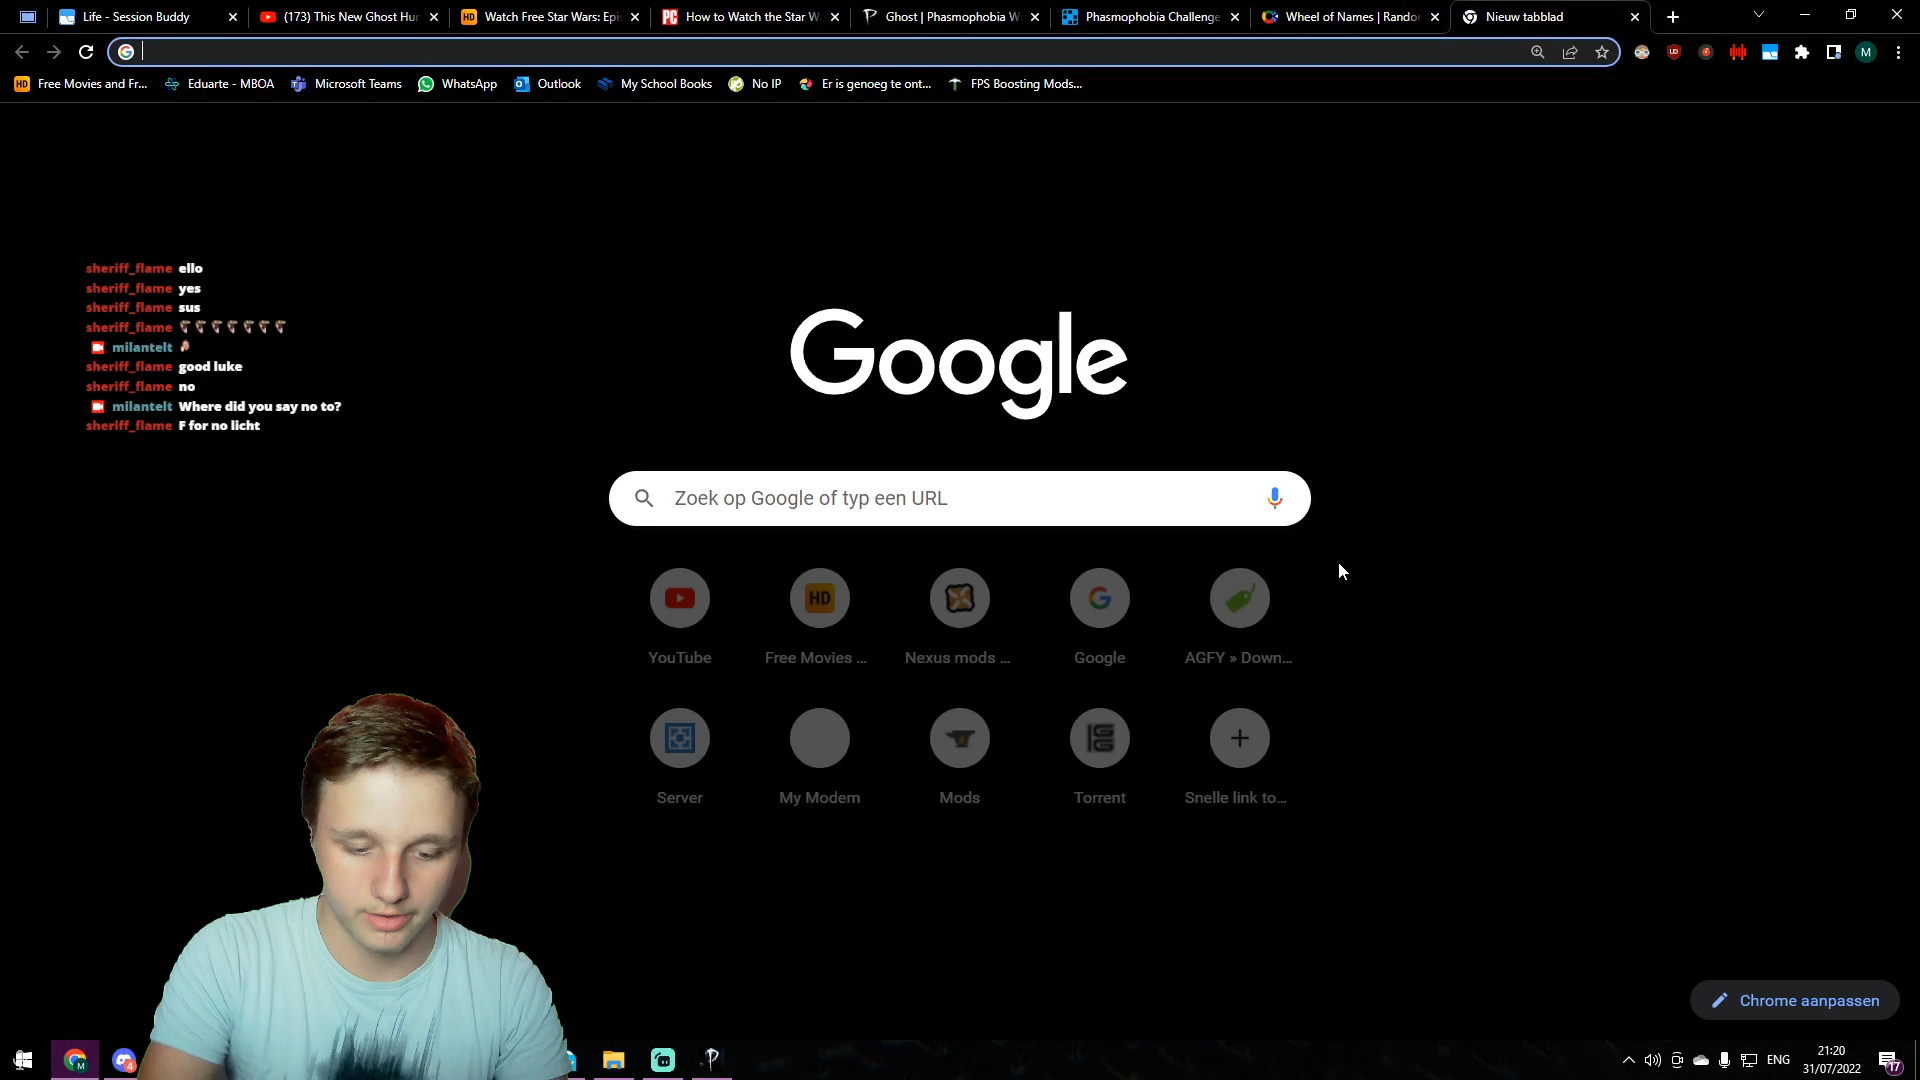 Life - Session Buddy
(173) This New Ghost Hur
Watch Free Star Wars: Epis
How to Watch the Star W
Ghost | Phasmophobia W
Phasmophobia Challenge
Wheel of Names | Rando
Nieuw tabblad
Free Movies and Fr...
Eduarte - MBOA
Microsoft Teams
WhatsApp
Outlook
My School Books
No IP
Er is genoeg te ont...
FPS Boosting Mods...
sheriff_flame ello
sheriff_flame yes
sheriff_flame sus
sheriff_flame
milantelt
sheriff_flame good luke
sheriff_flame no
milantelt Where did you say no to?
sheriff_flame F for no licht
Google
Zoek op Google of typ een URL
HD
YouTube
Free Movies ...
Nexus mods ...
Google
AGFY » Down...
Server
My Modem
Mods
Torrent
Snelle link to...
Chrome aanpassen
ENG
21:20
31/07/2022
17